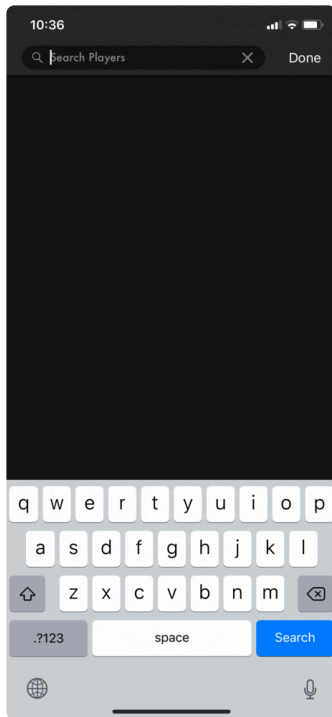 10:36
Search Players
Done
q w e r t y u i o p
a s d f g h j k l
z x c v b n m
.?123 space Search